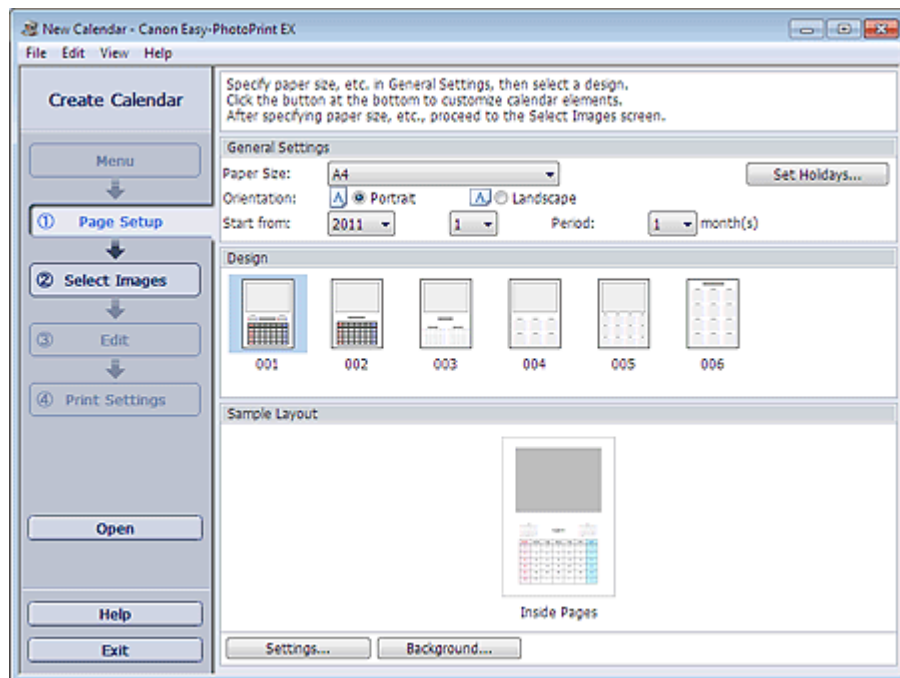 New Calendar - Canon Easy-PhotoPrint EX
File Edit View Help
Create Calendar
Menu
① Page Setup
② Select Images
③ Edit
④ Print Settings
Open
Help
Exit
Specify paper size, etc. in General Settings, then select a design.
Click the button at the bottom to customize calendar elements.
After specifying paper size, etc., proceed to the Select Images screen.
General Settings
Paper Size: A4 Set Holidays...
Orientation: A Portrait A Landscape
Start from: 2011 1 Period: 1 month(s)
Design
001 002 003 004 005 006
Sample Layout
Inside Pages
Settings... Background...